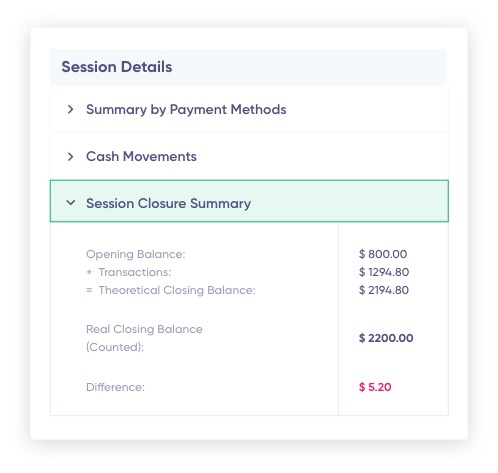 Session Details
Summary by Payment Methods
Cash Movements
Session Closure Summary
Opening Balance: $ 800.00
+ Transactions: $ 1294.80
= Theoretical Closing Balance: $ 2194.80
Real Closing Balance
(Counted): $ 2200.00
Difference: $ 5.20